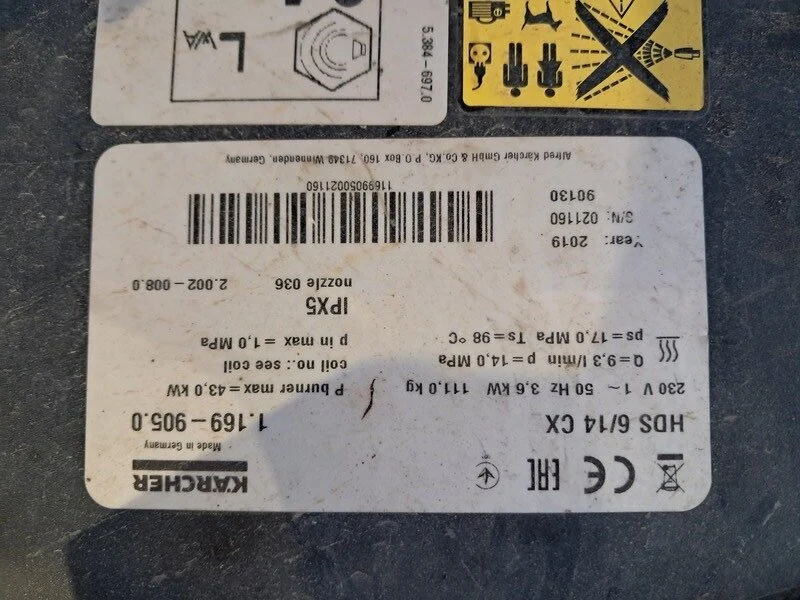 KÄRCHER
Made in Germany
HDS 6/14 CX
1.169-905.0
230 V 1~ 50 Hz 3,6 kW 111,0 kg
P burner max = 43,0 kW
Q=9,3 l/min p=14,0 MPa
coil no.: see coil
ps=17,0 MPa Ts=98 °C
p in max = 1,0 MPa
IPX5
nozzle 036
2.002-008.0
Year: 2019
S/N: 021160
90130
11699050021160
Alfred Kärcher GmbH & Co.KG, P.O.Box 160, 71349 Winnenden, Germany
5.384-697.0
LWA